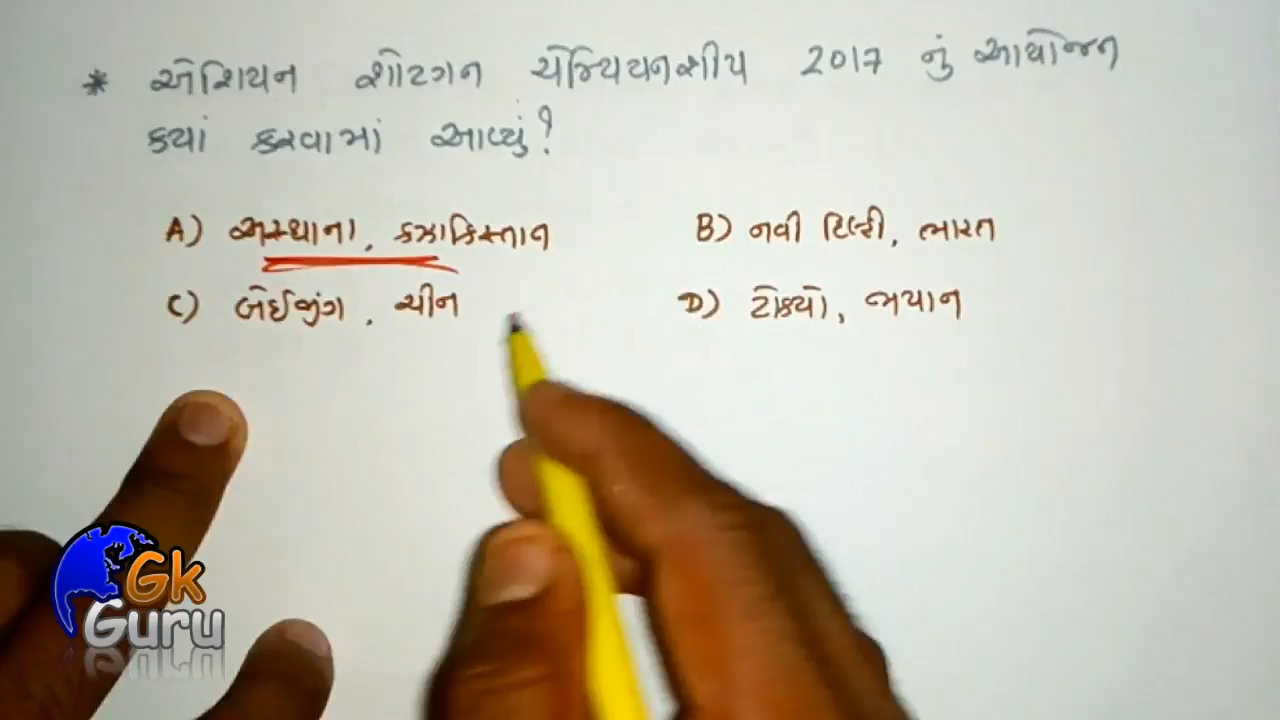 * એશિયન શોટગન ચેમ્પિયનશીપ 2017 નું આયોજન
ક્યાં કરવામાં આવ્યું?
A) અસ્થાના, કઝાકિસ્તાન
B) નવી દિલ્હી, ભારત
C) બેઈજીંગ, ચીન
D) ટોક્યો, જાપાન
Gk
Guru